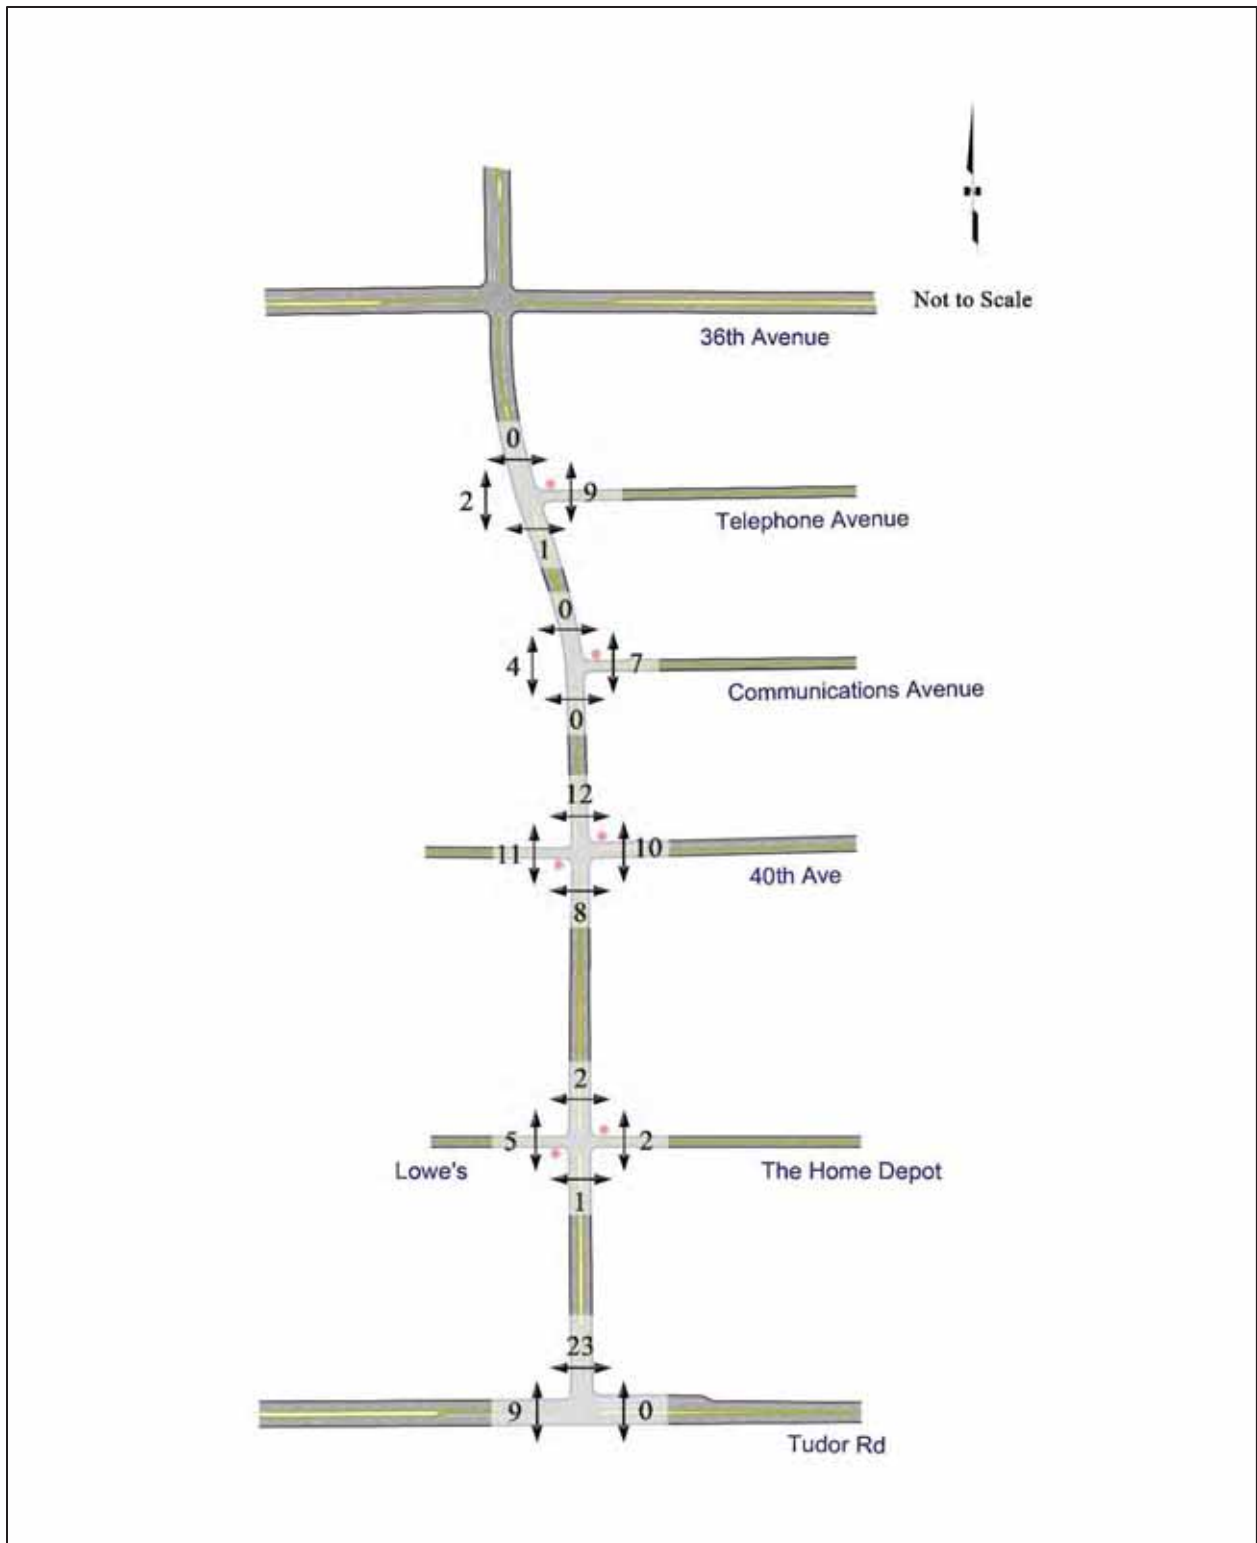 Not to Scale
36th Avenue
0
2 9
Telephone Avenue
1
0
4 7
Communications Avenue
0
12
11 10
40th Ave
8
2
5 2
Lowe's The Home Depot
1
23
9 0
Tudor Rd